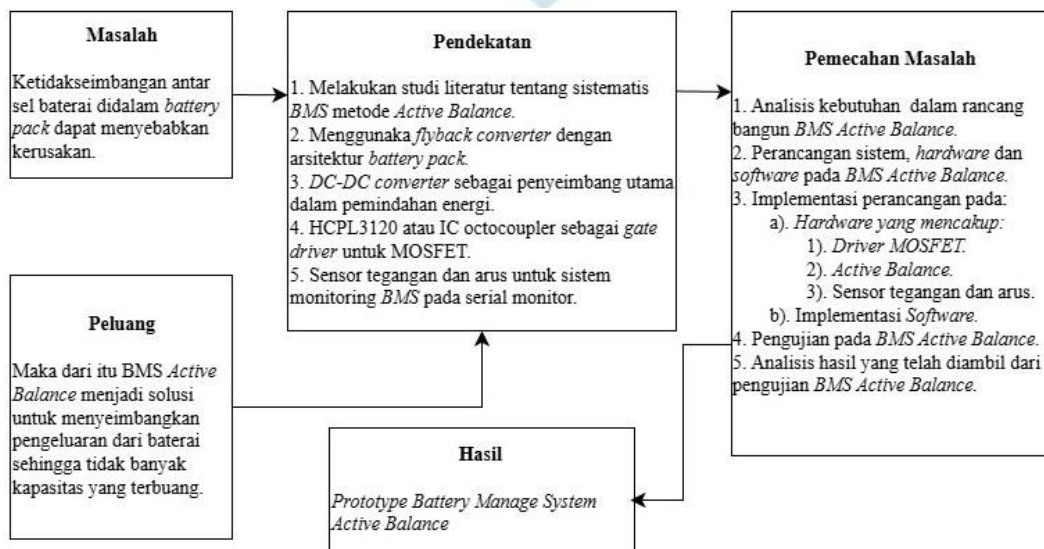 Masalah
Ketidakseimbangan antar
sel baterai didalam battery
pack dapat menyebabkan
kerusakan.
Peluang
Maka dari itu BMS Active
Balance menjadi solusi
untuk menyeimbangkan
pengeluaran dari baterai
sehingga tidak banyak
kapasitas yang terbuang.
Pendekatan
1. Melakukan studi literatur tentang sistematis
BMS metode Active Balance.
2. Menggunaka flyback converter dengan
arsitektur battery pack.
3. DC-DC converter sebagai penyeimbang utama
dalam pemindahan energi.
4. HCPL3120 atau IC octocoupler sebagai gate
driver untuk MOSFET.
5. Sensor tegangan dan arus untuk sistem
monitoring BMS pada serial monitor.
Pemecahan Masalah
1. Analisis kebutuhan dalam rancang
bangun BMS Active Balance.
2. Perancangan sistem, hardware dan
software pada BMS Active Balance.
3. Implementasi perancangan pada:
a). Hardware yang mencakup:
1). Driver MOSFET.
2). Active Balance.
3). Sensor tegangan dan arus.
b). Implementasi Software.
4. Pengujian pada BMS Active Balance.
5. Analisis hasil yang telah diambil dari
pengujian BMS Active Balance.
Hasil
Prototype Battery Manage System
Active Balance